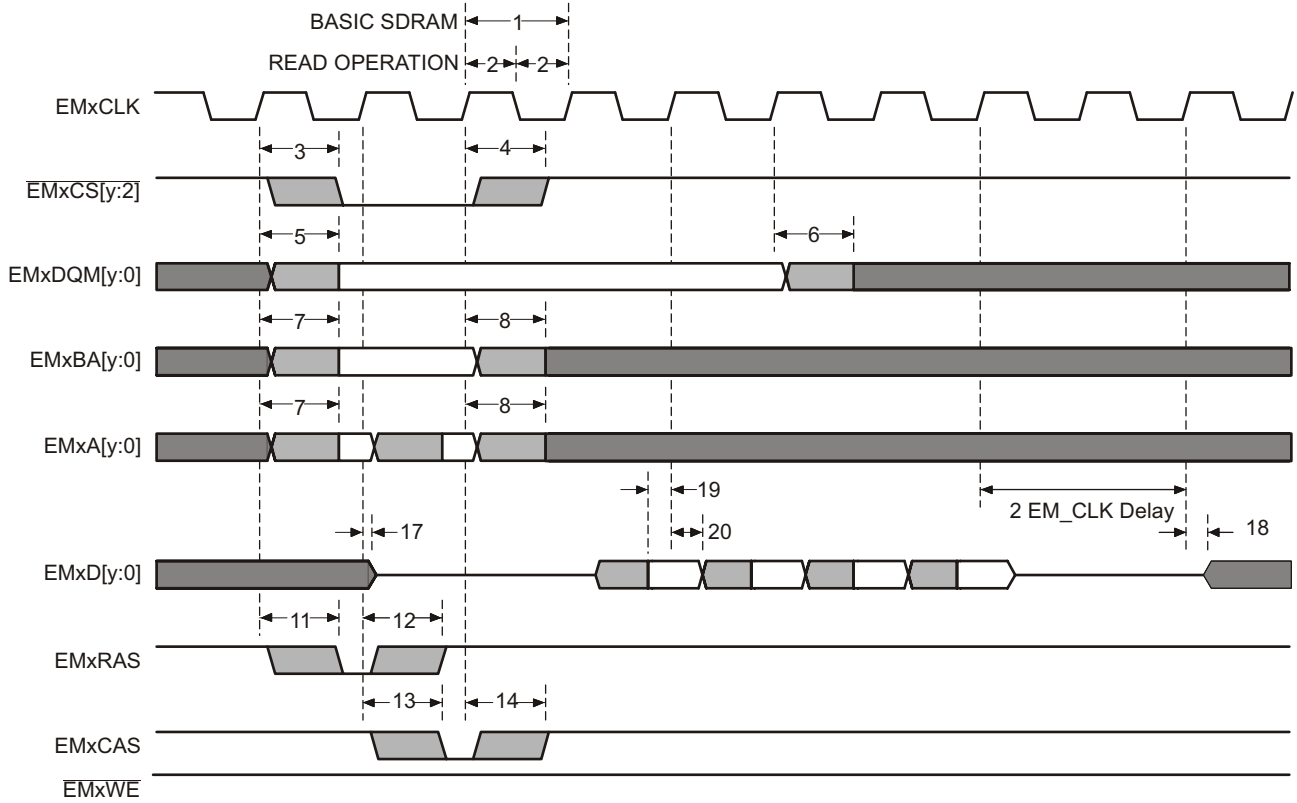 BASIC SDRAM
1
READ OPERATION
2 2
EMxCLK
3 4
EMxCS[y:2]
5 6
EMxDQM[y:0]
7 8
EMxBA[y:0]
7 8
EMxA[y:0]
19
2 EM_CLK Delay
17 20 18
EMxD[y:0]
11 12
EMxRAS
13 14
EMxCAS
EMxWE